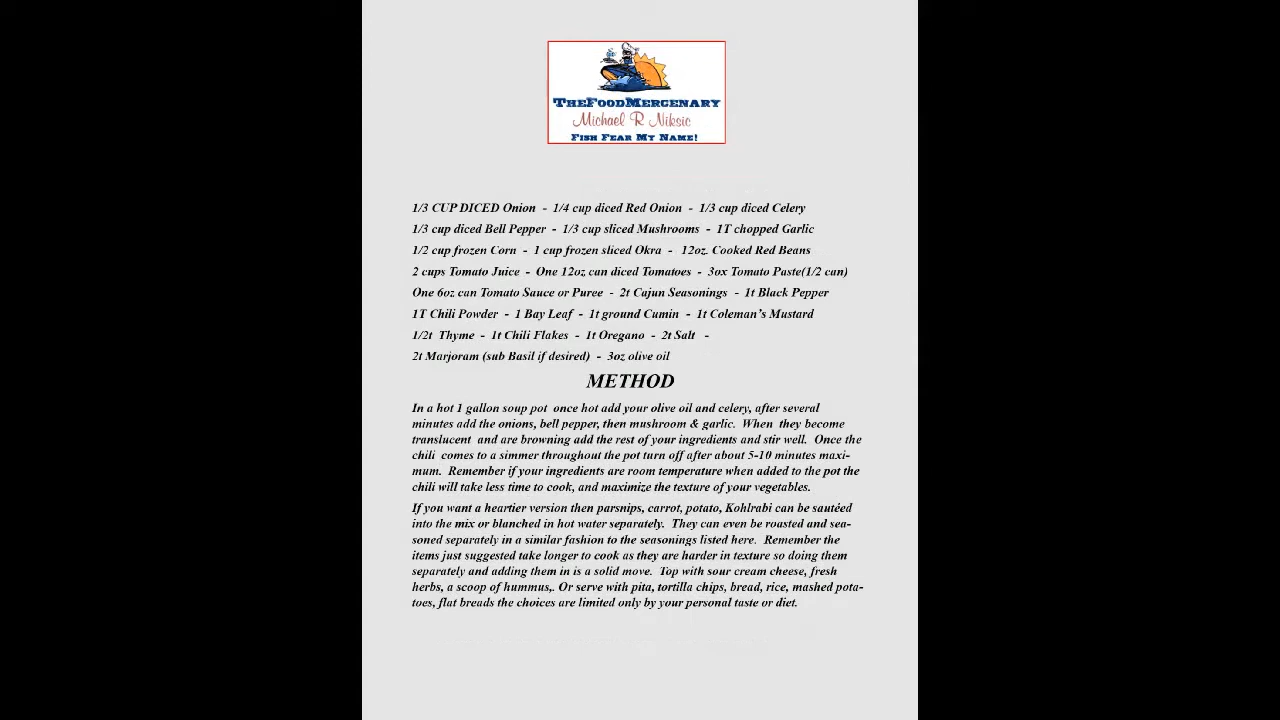 TheFoodMercenary
Michael R Niksic
Fish Fear My Name!
1/3 CUP DICED Onion - 1/4 cup diced Red Onion - 1/3 cup diced Celery
1/3 cup diced Bell Pepper - 1/3 cup sliced Mushrooms - 1T chopped Garlic
1/2 cup frozen Corn - 1 cup frozen sliced Okra - 12oz. Cooked Red Beans
2 cups Tomato Juice - One 12oz can diced Tomatoes - 3ox Tomato Paste(1/2 can)
One 6oz can Tomato Sauce or Puree - 2t Cajun Seasonings - 1t Black Pepper
1T Chili Powder - 1 Bay Leaf - 1t ground Cumin - 1t Coleman's Mustard
1/2t Thyme - 1t Chili Flakes - 1t Oregano - 2t Salt -
2t Marjoram (sub Basil if desired) - 3oz olive oil
METHOD
In a hot 1 gallon soup pot once hot add your olive oil and celery, after several
minutes add the onions, bell pepper, then mushroom & garlic. When they become
translucent and are browning add the rest of your ingredients and stir well. Once the
chili comes to a simmer throughout the pot turn off after about 5-10 minutes maxi-
mum. Remember if your ingredients are room temperature when added to the pot the
chili will take less time to cook, and maximize the texture of your vegetables.
If you want a heartier version then parsnips, carrot, potato, Kohlrabi can be sautéed
into the mix or blanched in hot water separately. They can even be roasted and sea-
soned separately in a similar fashion to the seasonings listed here. Remember the
items just suggested take longer to cook as they are harder in texture so doing them
separately and adding them in is a solid move. Top with sour cream cheese, fresh
herbs, a scoop of hummus,. Or serve with pita, tortilla chips, bread, rice, mashed pota-
toes, flat breads the choices are limited only by your personal taste or diet.